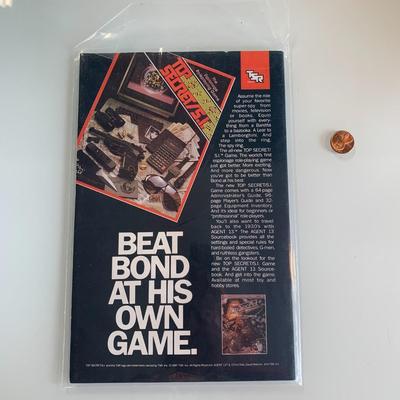 TOP
SECRET/S.I.
TSR
Assume the role
of your favorite
super-spy from
movies, television
or books. Equip
yourself with every-
thing from a Beretta
to a bazooka. A Lear to
a Lamborghini. And
step into the ring.
The spy ring.
The all-new TOP SECRET/
S.I.™ Game. The world's first
espionage role-playing game
just got better. More exciting.
And more dangerous. Now
you've got to be better than
Bond at his best.
The new TOP SECRET/S.I.
Game comes with a 64-page
Administrator's Guide, 96-
page Players Guide and 32-
page Equipment Inventory.
And it's ideal for beginners or
"professional" role-players.
You'll also want to travel
back to the 1930's with
AGENT 13.™ The AGENT 13
Sourcebook provides all the
settings and special rules for
hard-boiled detectives, G-men,
and ruthless gangsters.
Be on the lookout for the
new TOP SECRET/S.I. Game
and the AGENT 13 Source-
book. And get into the game.
Available at most toy and
hobby stores.
BEAT
BOND
AT HIS
OWN
GAME.